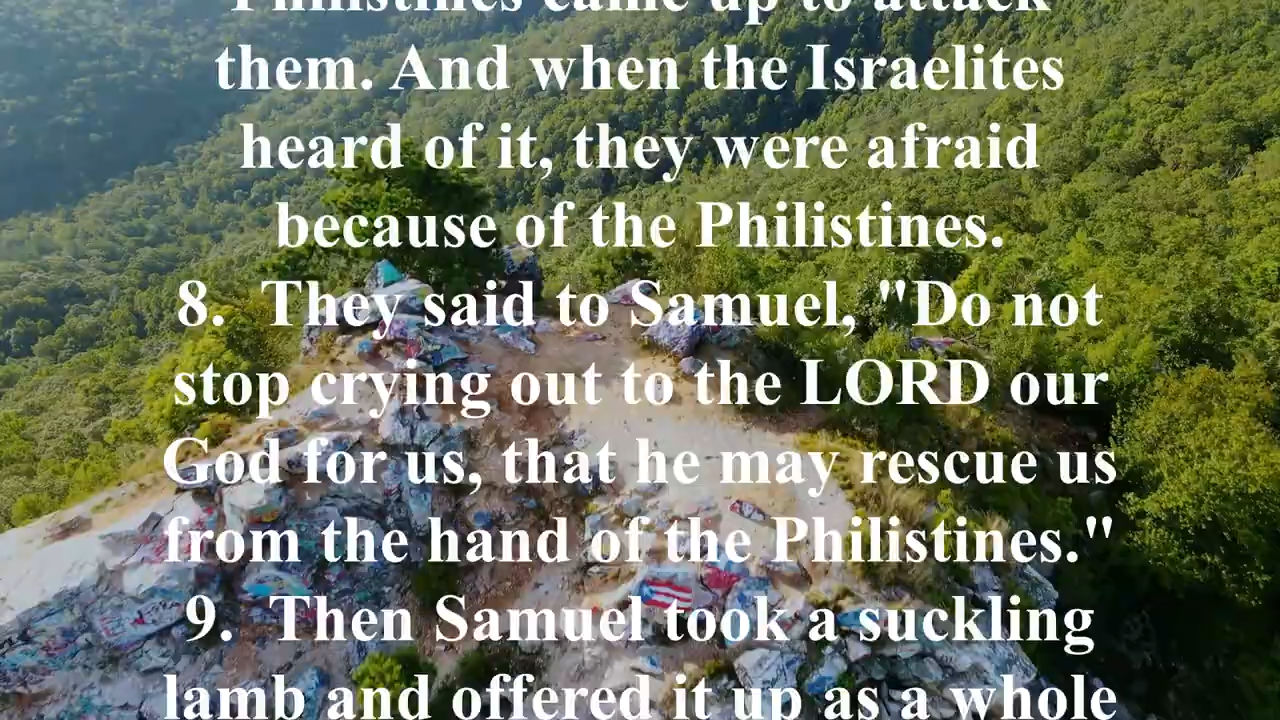 Philistines came up to attack
them. And when the Israelites
heard of it, they were afraid
because of the Philistines.
8.  They said to Samuel, "Do not
stop crying out to the LORD our
God for us, that he may rescue us
from the hand of the Philistines."
9.  Then Samuel took a suckling
lamb and offered it up as a whole